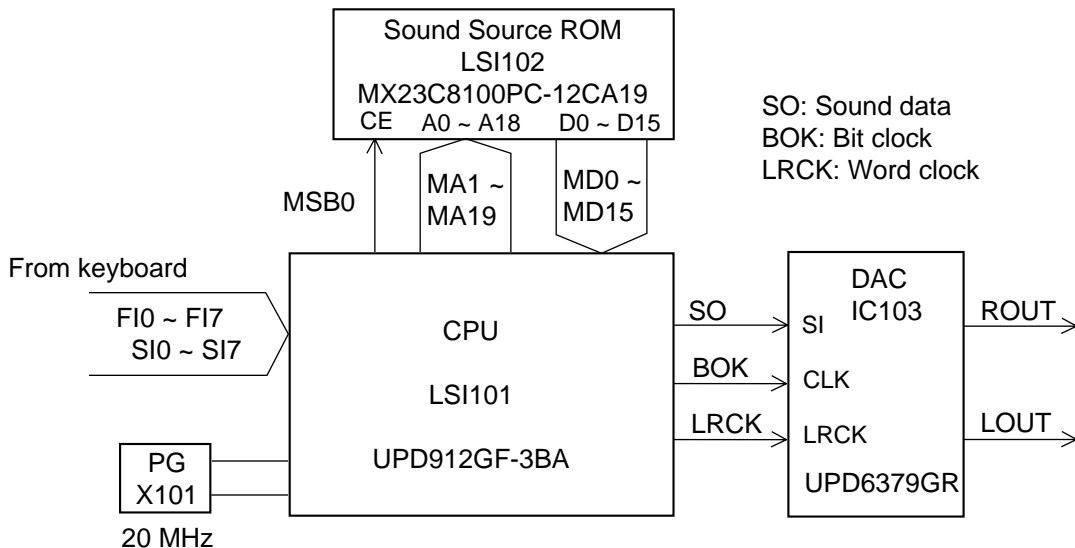 Sound Source ROM
LSI102
MX23C8100PC-12CA19
CE A0 ~ A18 D0 ~ D15
SO: Sound data
BOK: Bit clock
LRCK: Word clock
MSB0
MA1 ~
MA19
MD0 ~
MD15
From keyboard
FI0 ~ FI7
SI0 ~ SI7
CPU
LSI101
UPD912GF-3BA
SO
BOK
LRCK
DAC
IC103
SI
CLK
LRCK
UPD6379GR
ROUT
LOUT
PG
X101
20 MHz